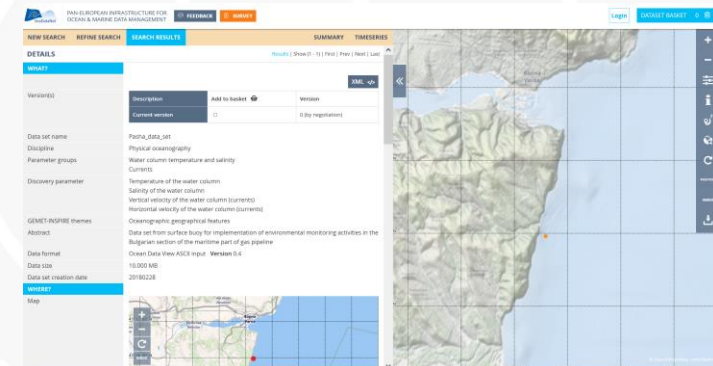 PAN-EUROPEAN INFRASTRUCTURE FOR
OCEAN & MARINE DATA MANAGEMENT
FEEDBACK
SURVEY
Login
DATASET BASKET
NEW SEARCH
REFINE SEARCH
SEARCH RESULTS
SUMMARY
TIMESERIES
DETAILS
Results | Show [1 - 1] | First | Prev | Next | Last
WHAT?
XML
Version(s)
Description
Add to basket
Version
Current version
0 (by negotiation)
Data set name
Pasha_data_set
Discipline
Physical oceanography
Parameter groups
Water column temperature and salinity
Currents
Discovery parameter
Temperature of the water column
Salinity of the water column
Vertical velocity of the water column (currents)
Horizontal velocity of the water column (currents)
GEMET-INSPIRE themes
Oceanographic geographical features
Abstract
Data set from surface buoy for implementation of environmental monitoring activities in the
Bulgarian section of the maritime part of gas pipeline
Data format
Ocean Data View ASCII input Version 0.4
Data size
10.000 MB
Data set creation date
20180228
WHERE?
Map